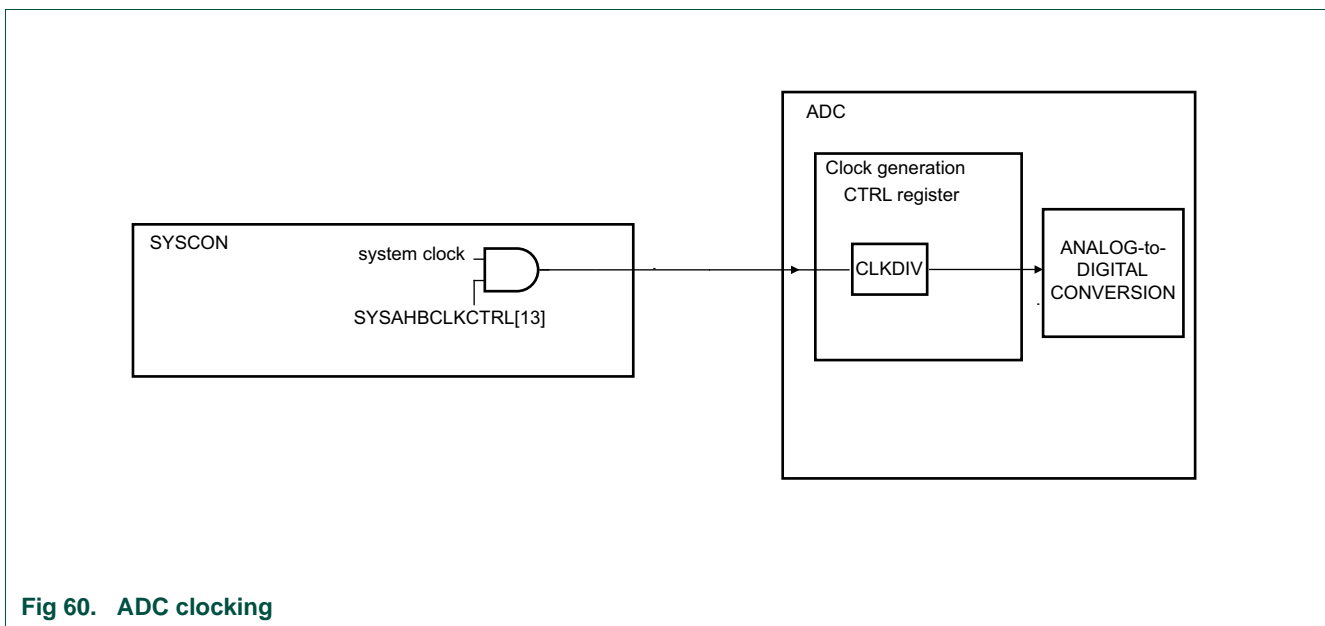 ADC
Clock generation
CTRL register
SYSCON
system clock
CLKDIV
ANALOG-to-
DIGITAL
CONVERSION
SYSAHBCLKCTRL[13]
Fig 60. ADC clocking